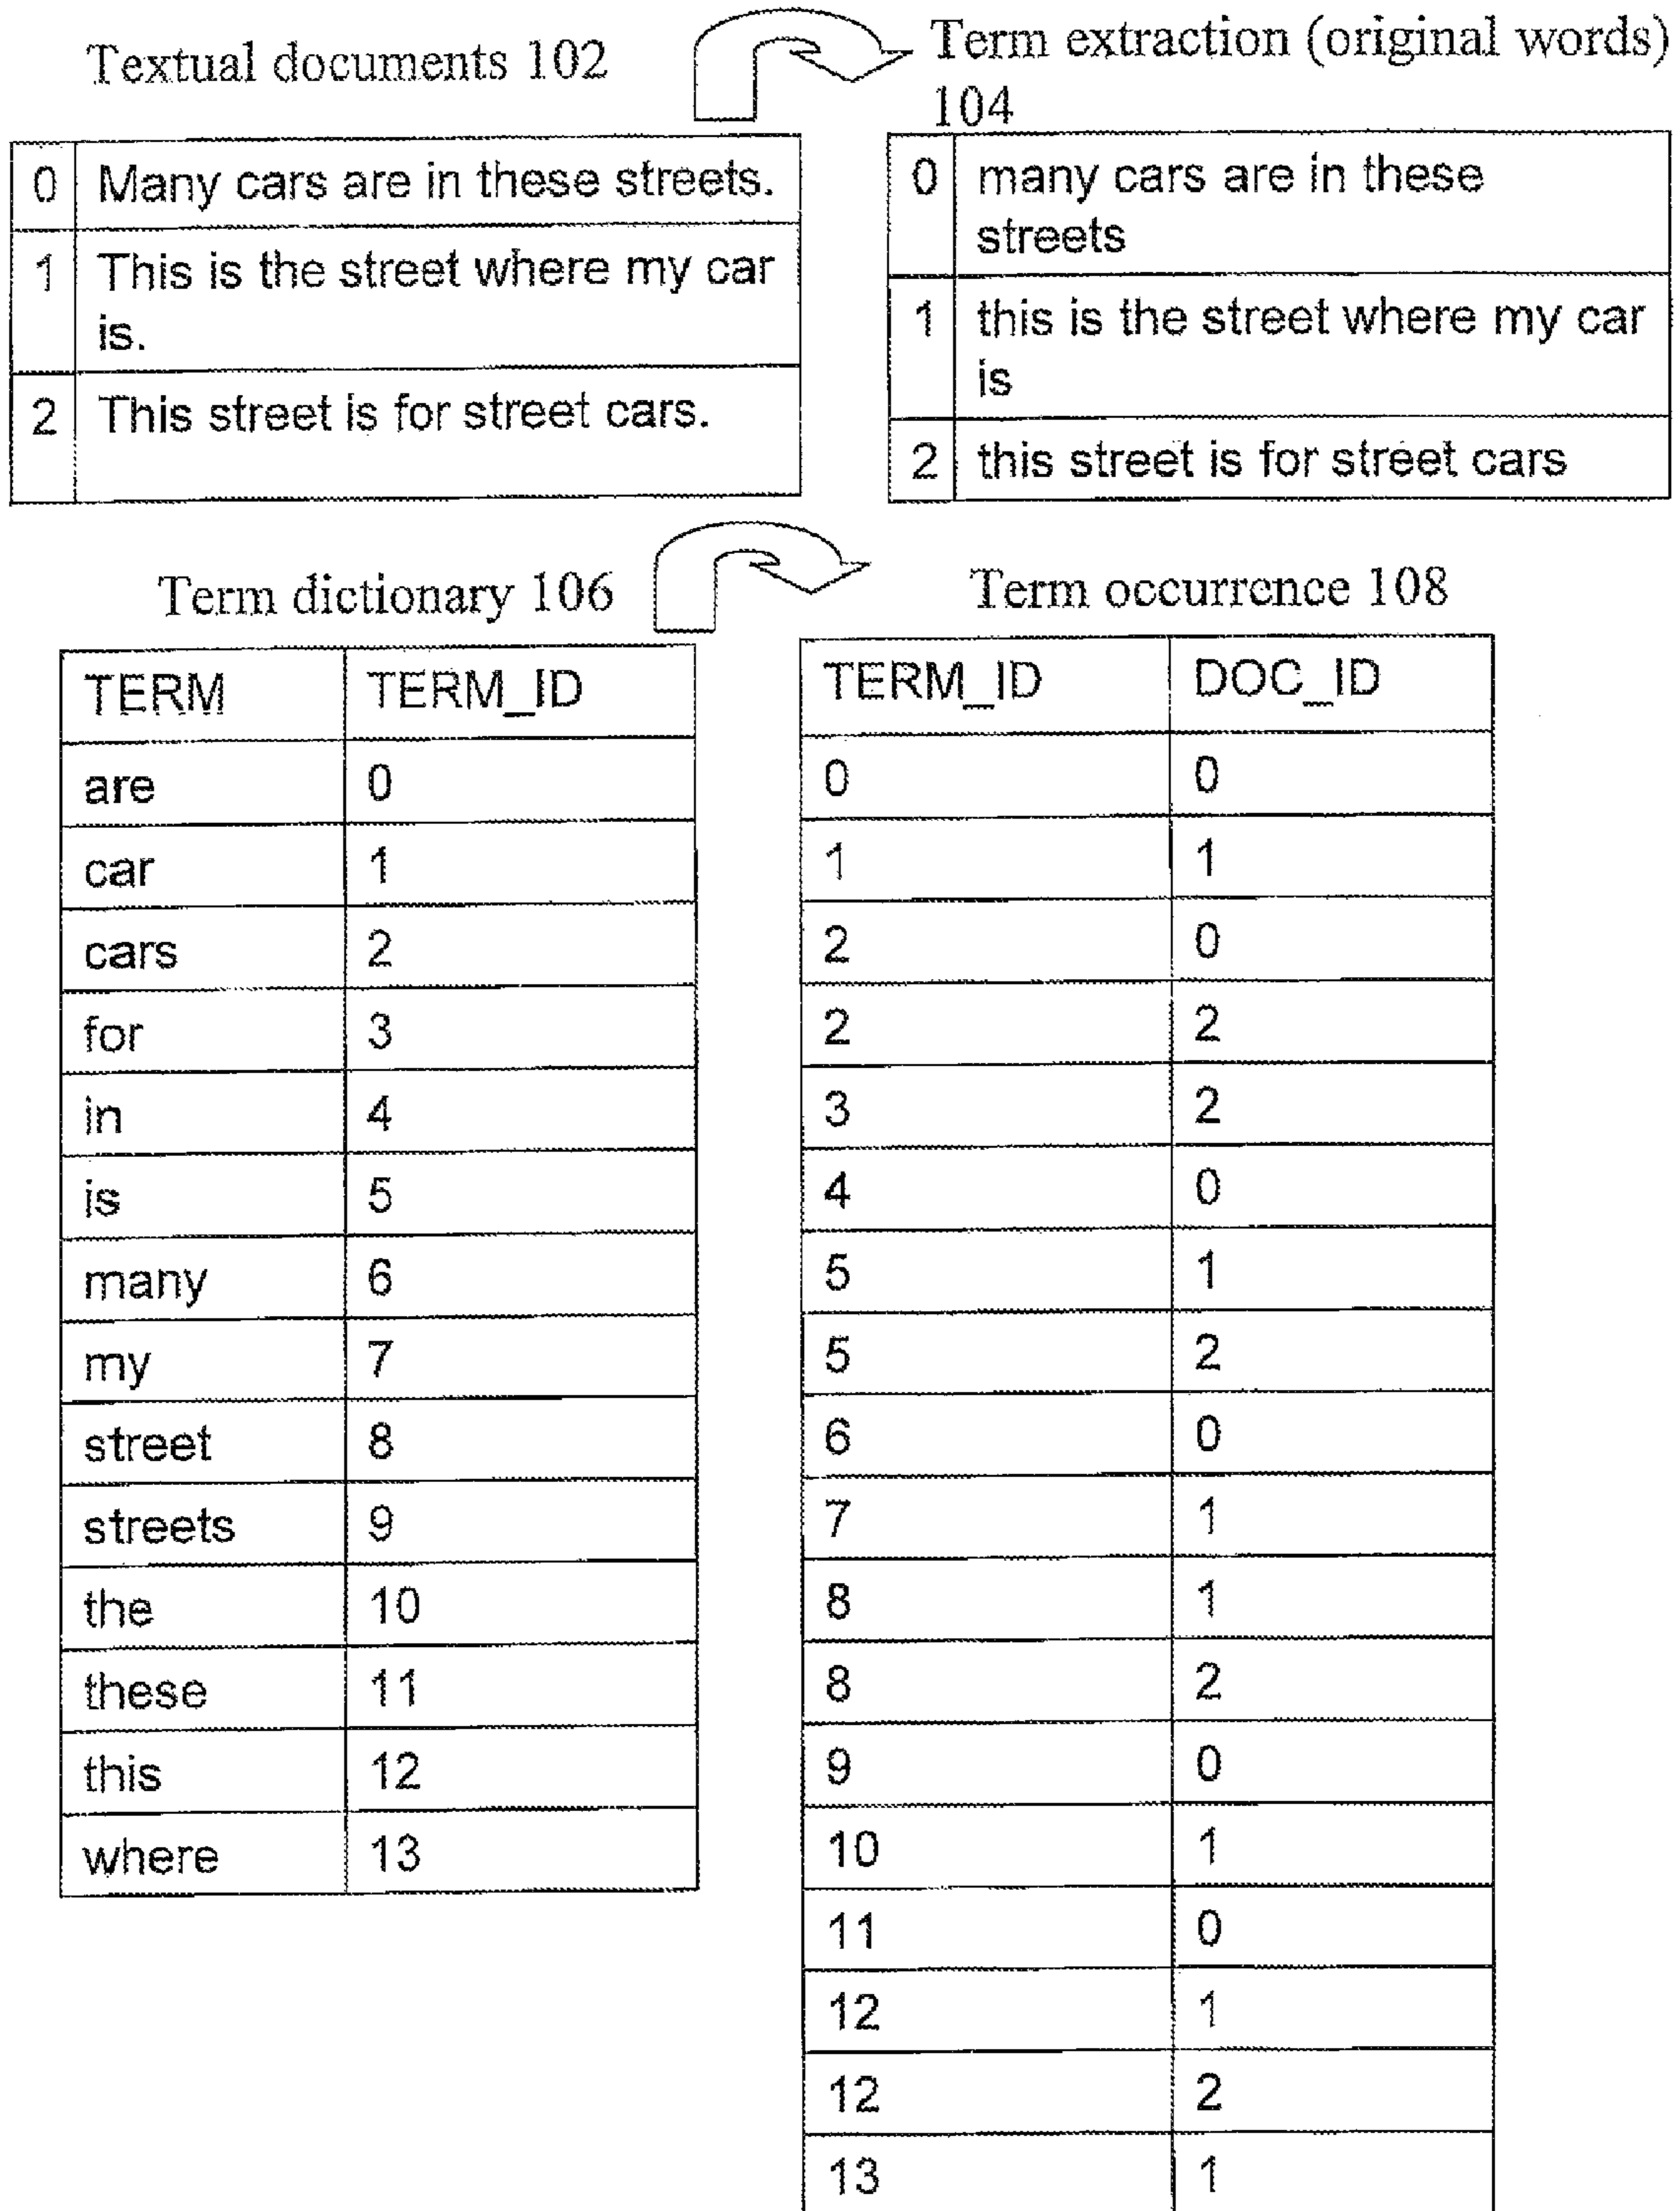 Textual documents 102
Term extraction (original words)
104
0 Many cars are in these streets.
1 This is the street where my car
is.
2 This street is for street cars.
0 many cars are in these
streets
1 this is the street where my car
is
2 this street is for street cars
Term dictionary 106
TERM TERM_ID
are 0
car 1
cars 2
for 3
in 4
is 5
many 6
my 7
street 8
streets 9
the 10
these 11
this 12
where 13
Term occurrence 108
TERM_ID DOC_ID
0 0
1 1
2 0
2 2
3 2
4 0
5 1
5 2
6 0
7 1
8 1
8 2
9 0
10 1
11 0
12 1
12 2
13 1